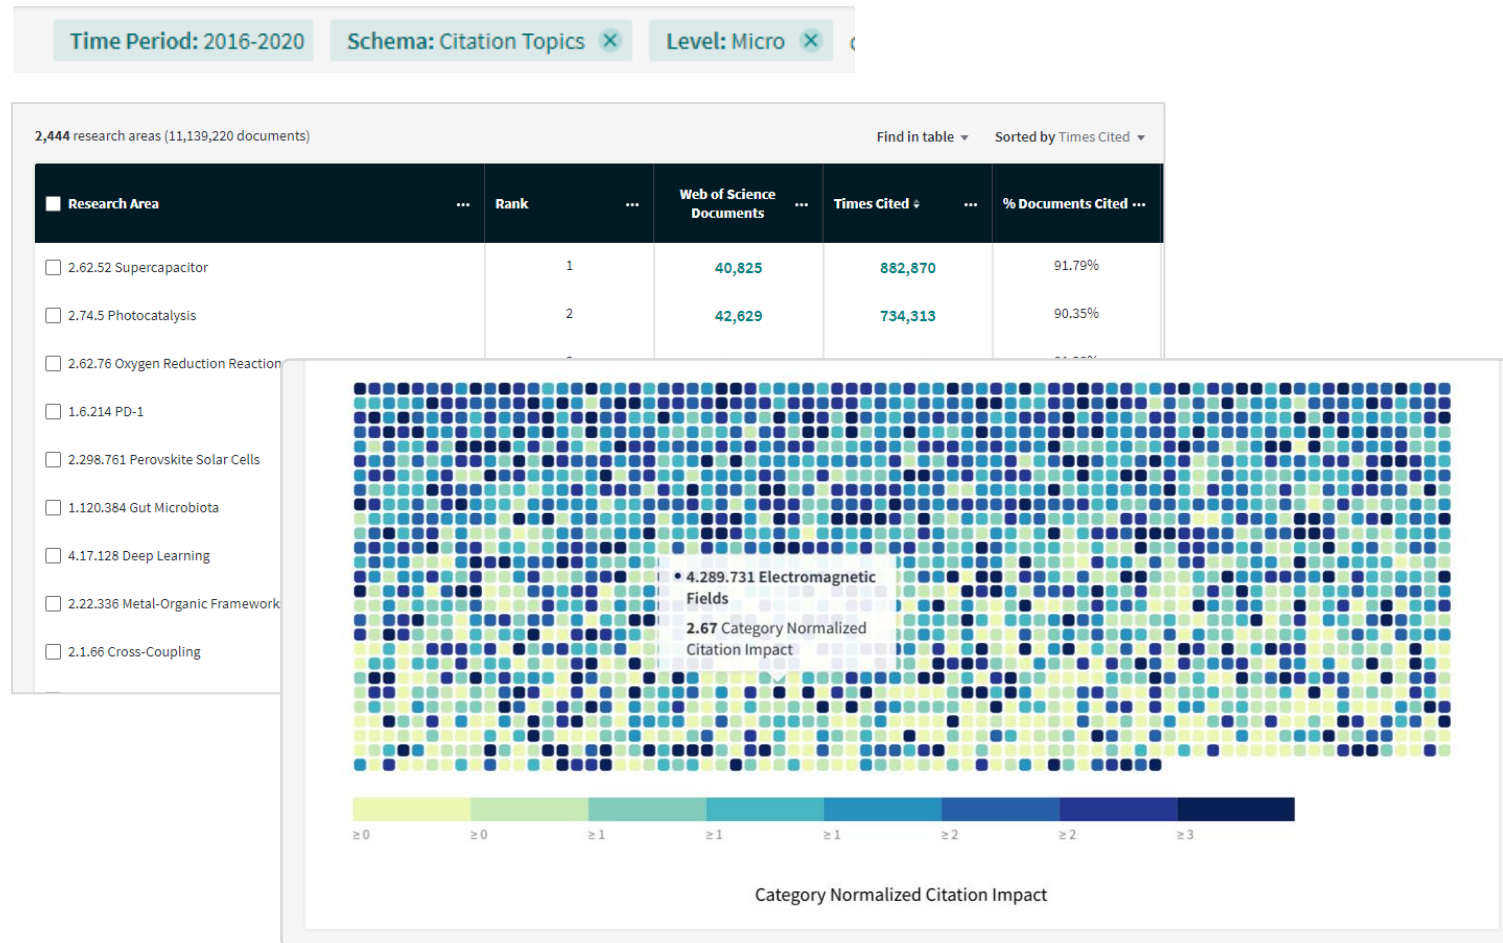 Time Period: 2016-2020 Schema: Citation Topics Level: Micro
2,444 research areas (11,139,220 documents) Find in table Sorted by Times Cited
Research Area Rank Web of Science Documents Times Cited % Documents Cited
2.62.52 Supercapacitor 1 40,825 882,870 91.79%
2.74.5 Photocatalysis 2 42,629 734,313 90.35%
2.62.76 Oxygen Reduction Reaction
1.6.214 PD-1
2.298.761 Perovskite Solar Cells
1.120.384 Gut Microbiota
4.17.128 Deep Learning
2.22.336 Metal-Organic Framework
2.1.66 Cross-Coupling
4.289.731 Electromagnetic
Fields
2.67 Category Normalized
Citation Impact
≥ 0 ≥ 0 ≥ 1 ≥ 1 ≥ 1 ≥ 2 ≥ 2 ≥ 3
Category Normalized Citation Impact